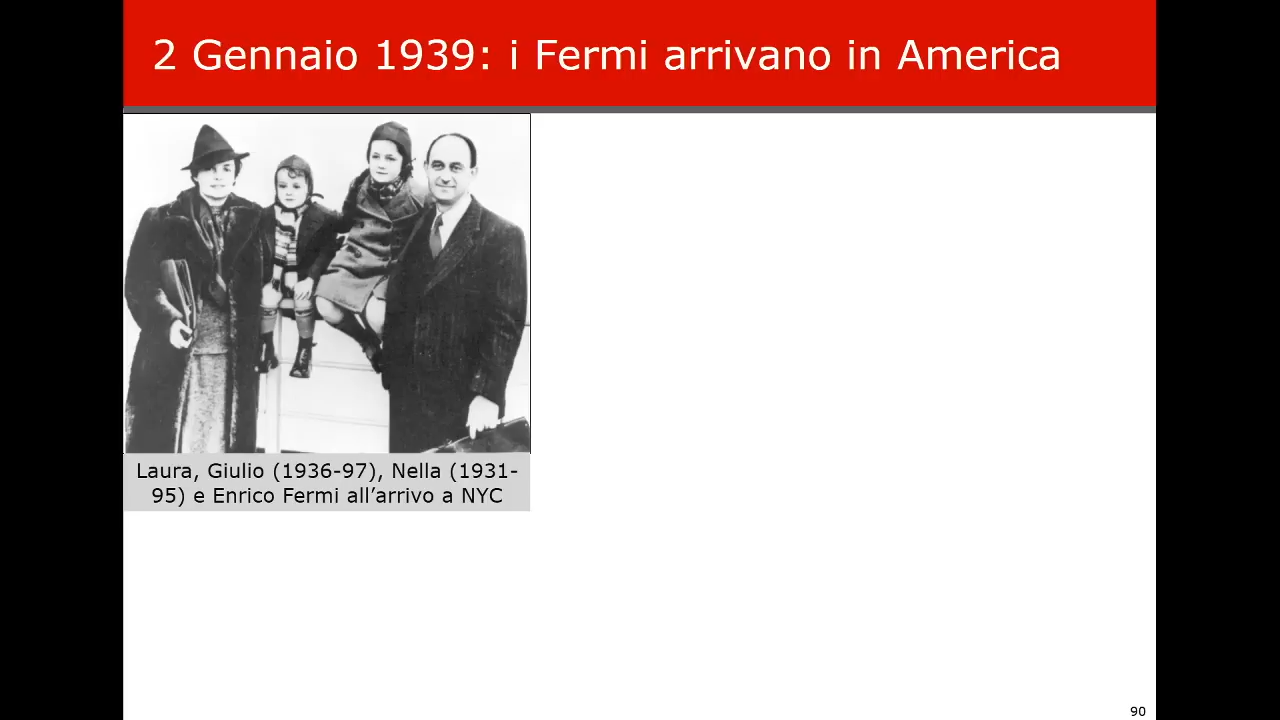 2 Gennaio 1939: i Fermi arrivano in America
Laura, Giulio (1936-97), Nella (1931-
95) e Enrico Fermi all’arrivo a NYC
90